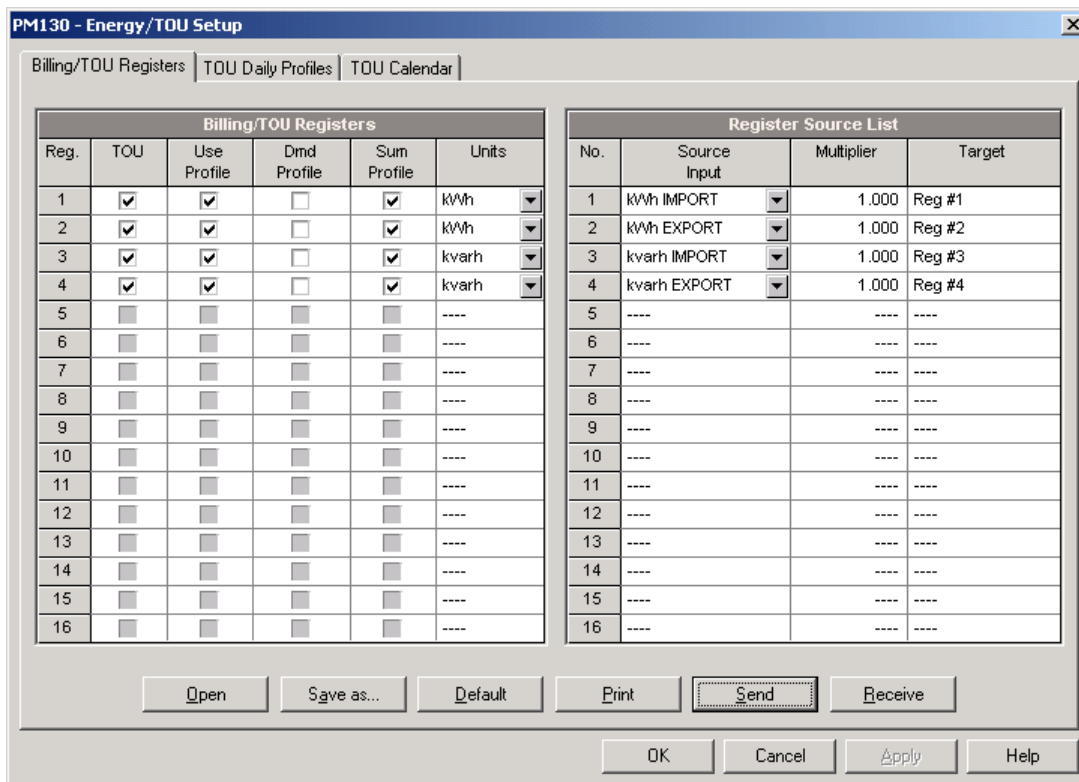 PM130 - Energy/TOU Setup
Billing/TOU Registers TOU Daily Profiles TOU Calendar
Billing/TOU Registers
Reg. TOU Use Profile Dmd Profile Sum Profile Units
1 kWh
2 kWh
3 kvarh
4 kvarh
5 ----
6 ----
7 ----
8 ----
9 ----
10 ----
11 ----
12 ----
13 ----
14 ----
15 ----
16 ----
Register Source List
No. Source Input Multiplier Target
1 kWh IMPORT 1.000 Reg #1
2 kWh EXPORT 1.000 Reg #2
3 kvarh IMPORT 1.000 Reg #3
4 kvarh EXPORT 1.000 Reg #4
5 ---- ---- ----
6 ---- ---- ----
7 ---- ---- ----
8 ---- ---- ----
9 ---- ---- ----
10 ---- ---- ----
11 ---- ---- ----
12 ---- ---- ----
13 ---- ---- ----
14 ---- ---- ----
15 ---- ---- ----
16 ---- ---- ----
Open Save as... Default Print Send Receive
OK Cancel Apply Help